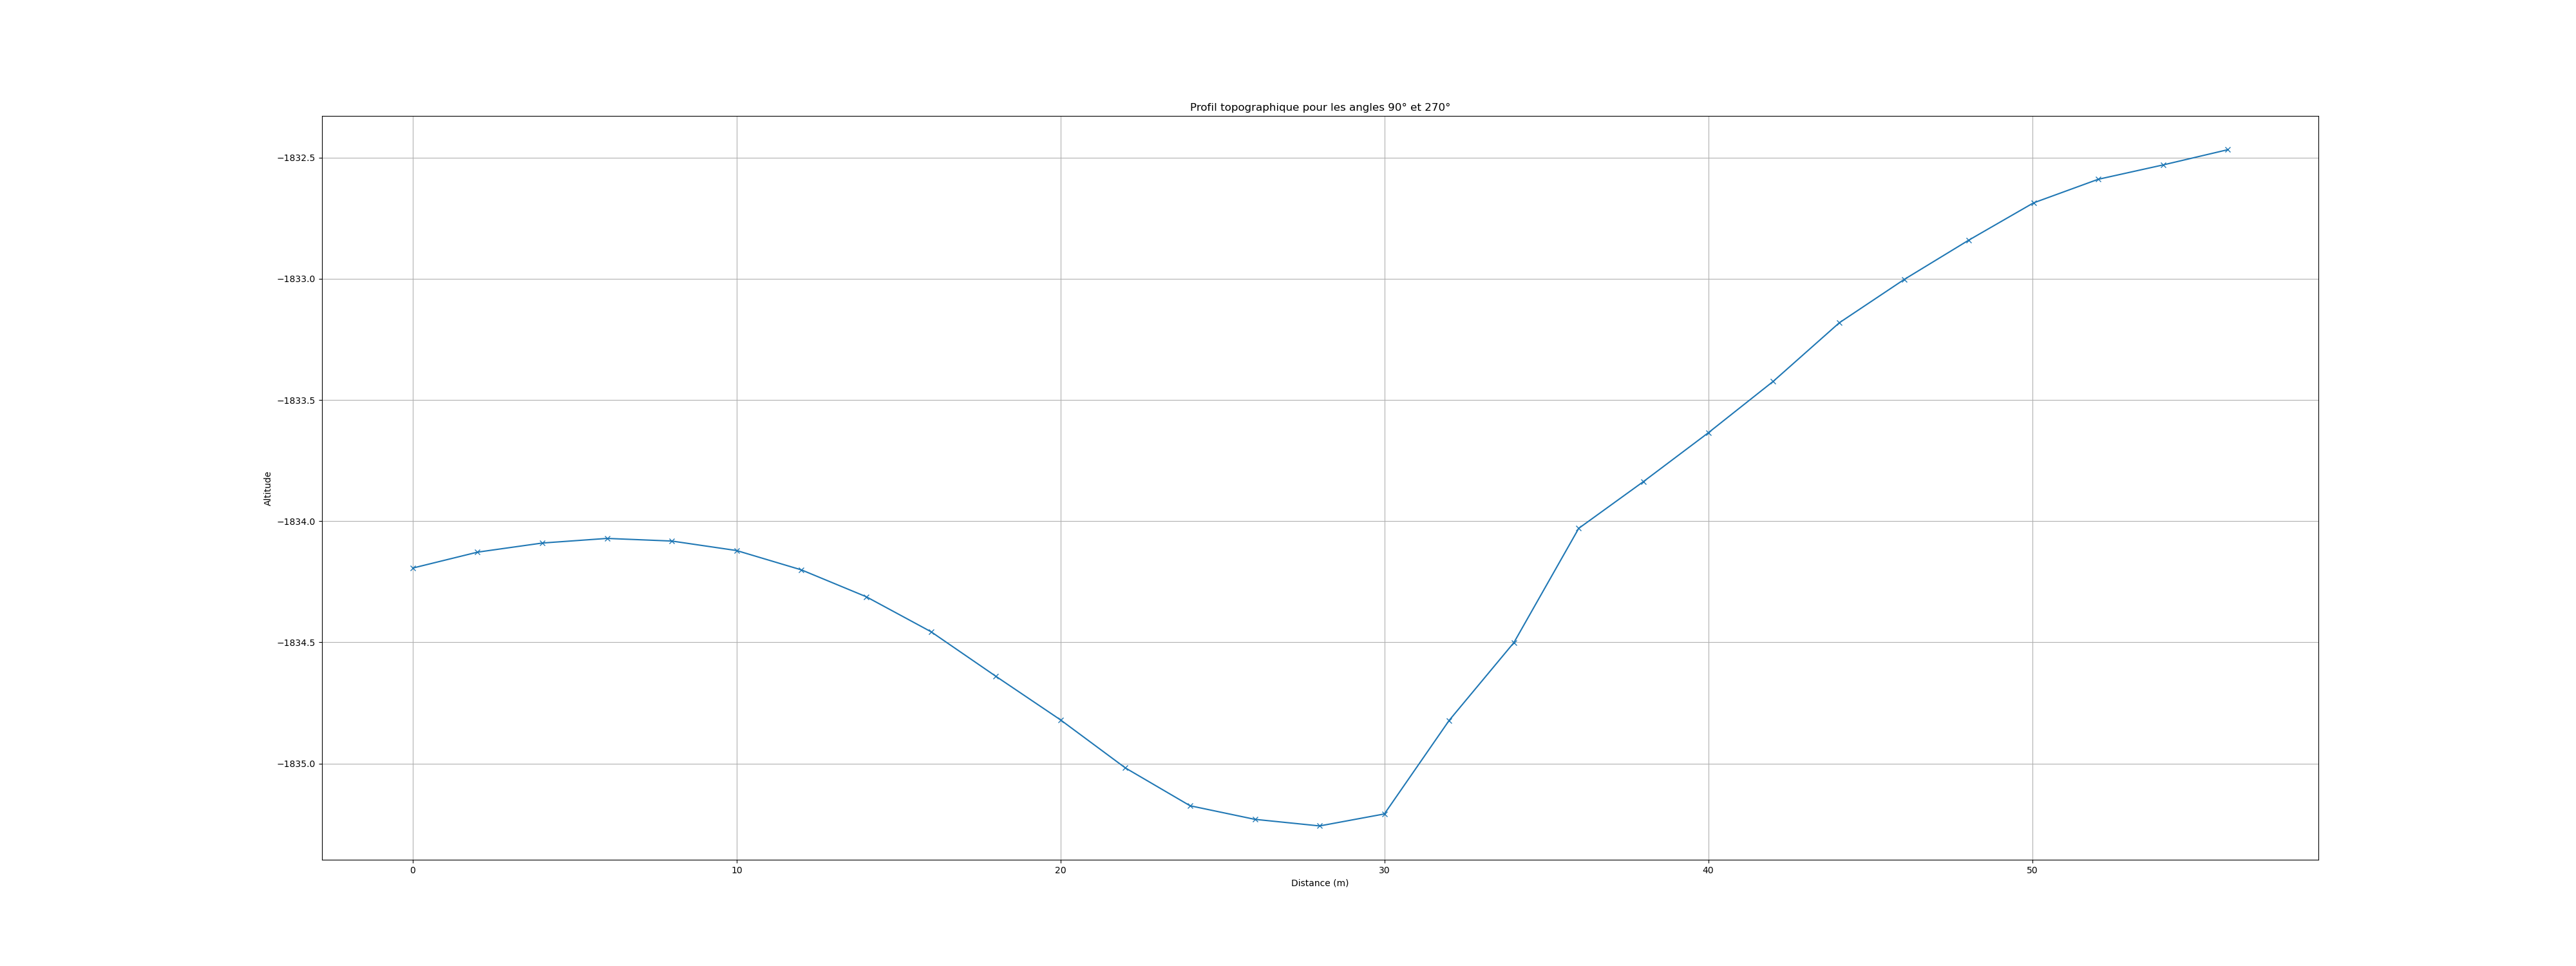 Profil topographique pour les angles 90° et 270°
−1832.5
−1833.0
−1833.5
−1834.0
−1834.5
−1835.0
Altitude
0 10 20 30 40 50
Distance (m)